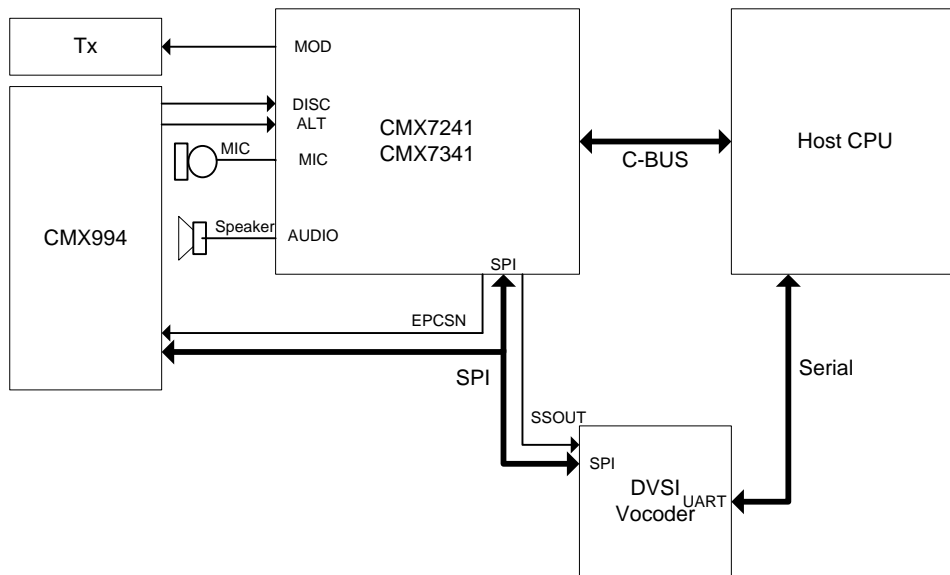 Tx
MOD
DISC
ALT
CMX7241
CMX7341
Host CPU
MIC
MIC
C-BUS
CMX994
Speaker
AUDIO
SPI
EPCSN
SPI
Serial
SSOUT
SPI
DVSI
Vocoder
UART